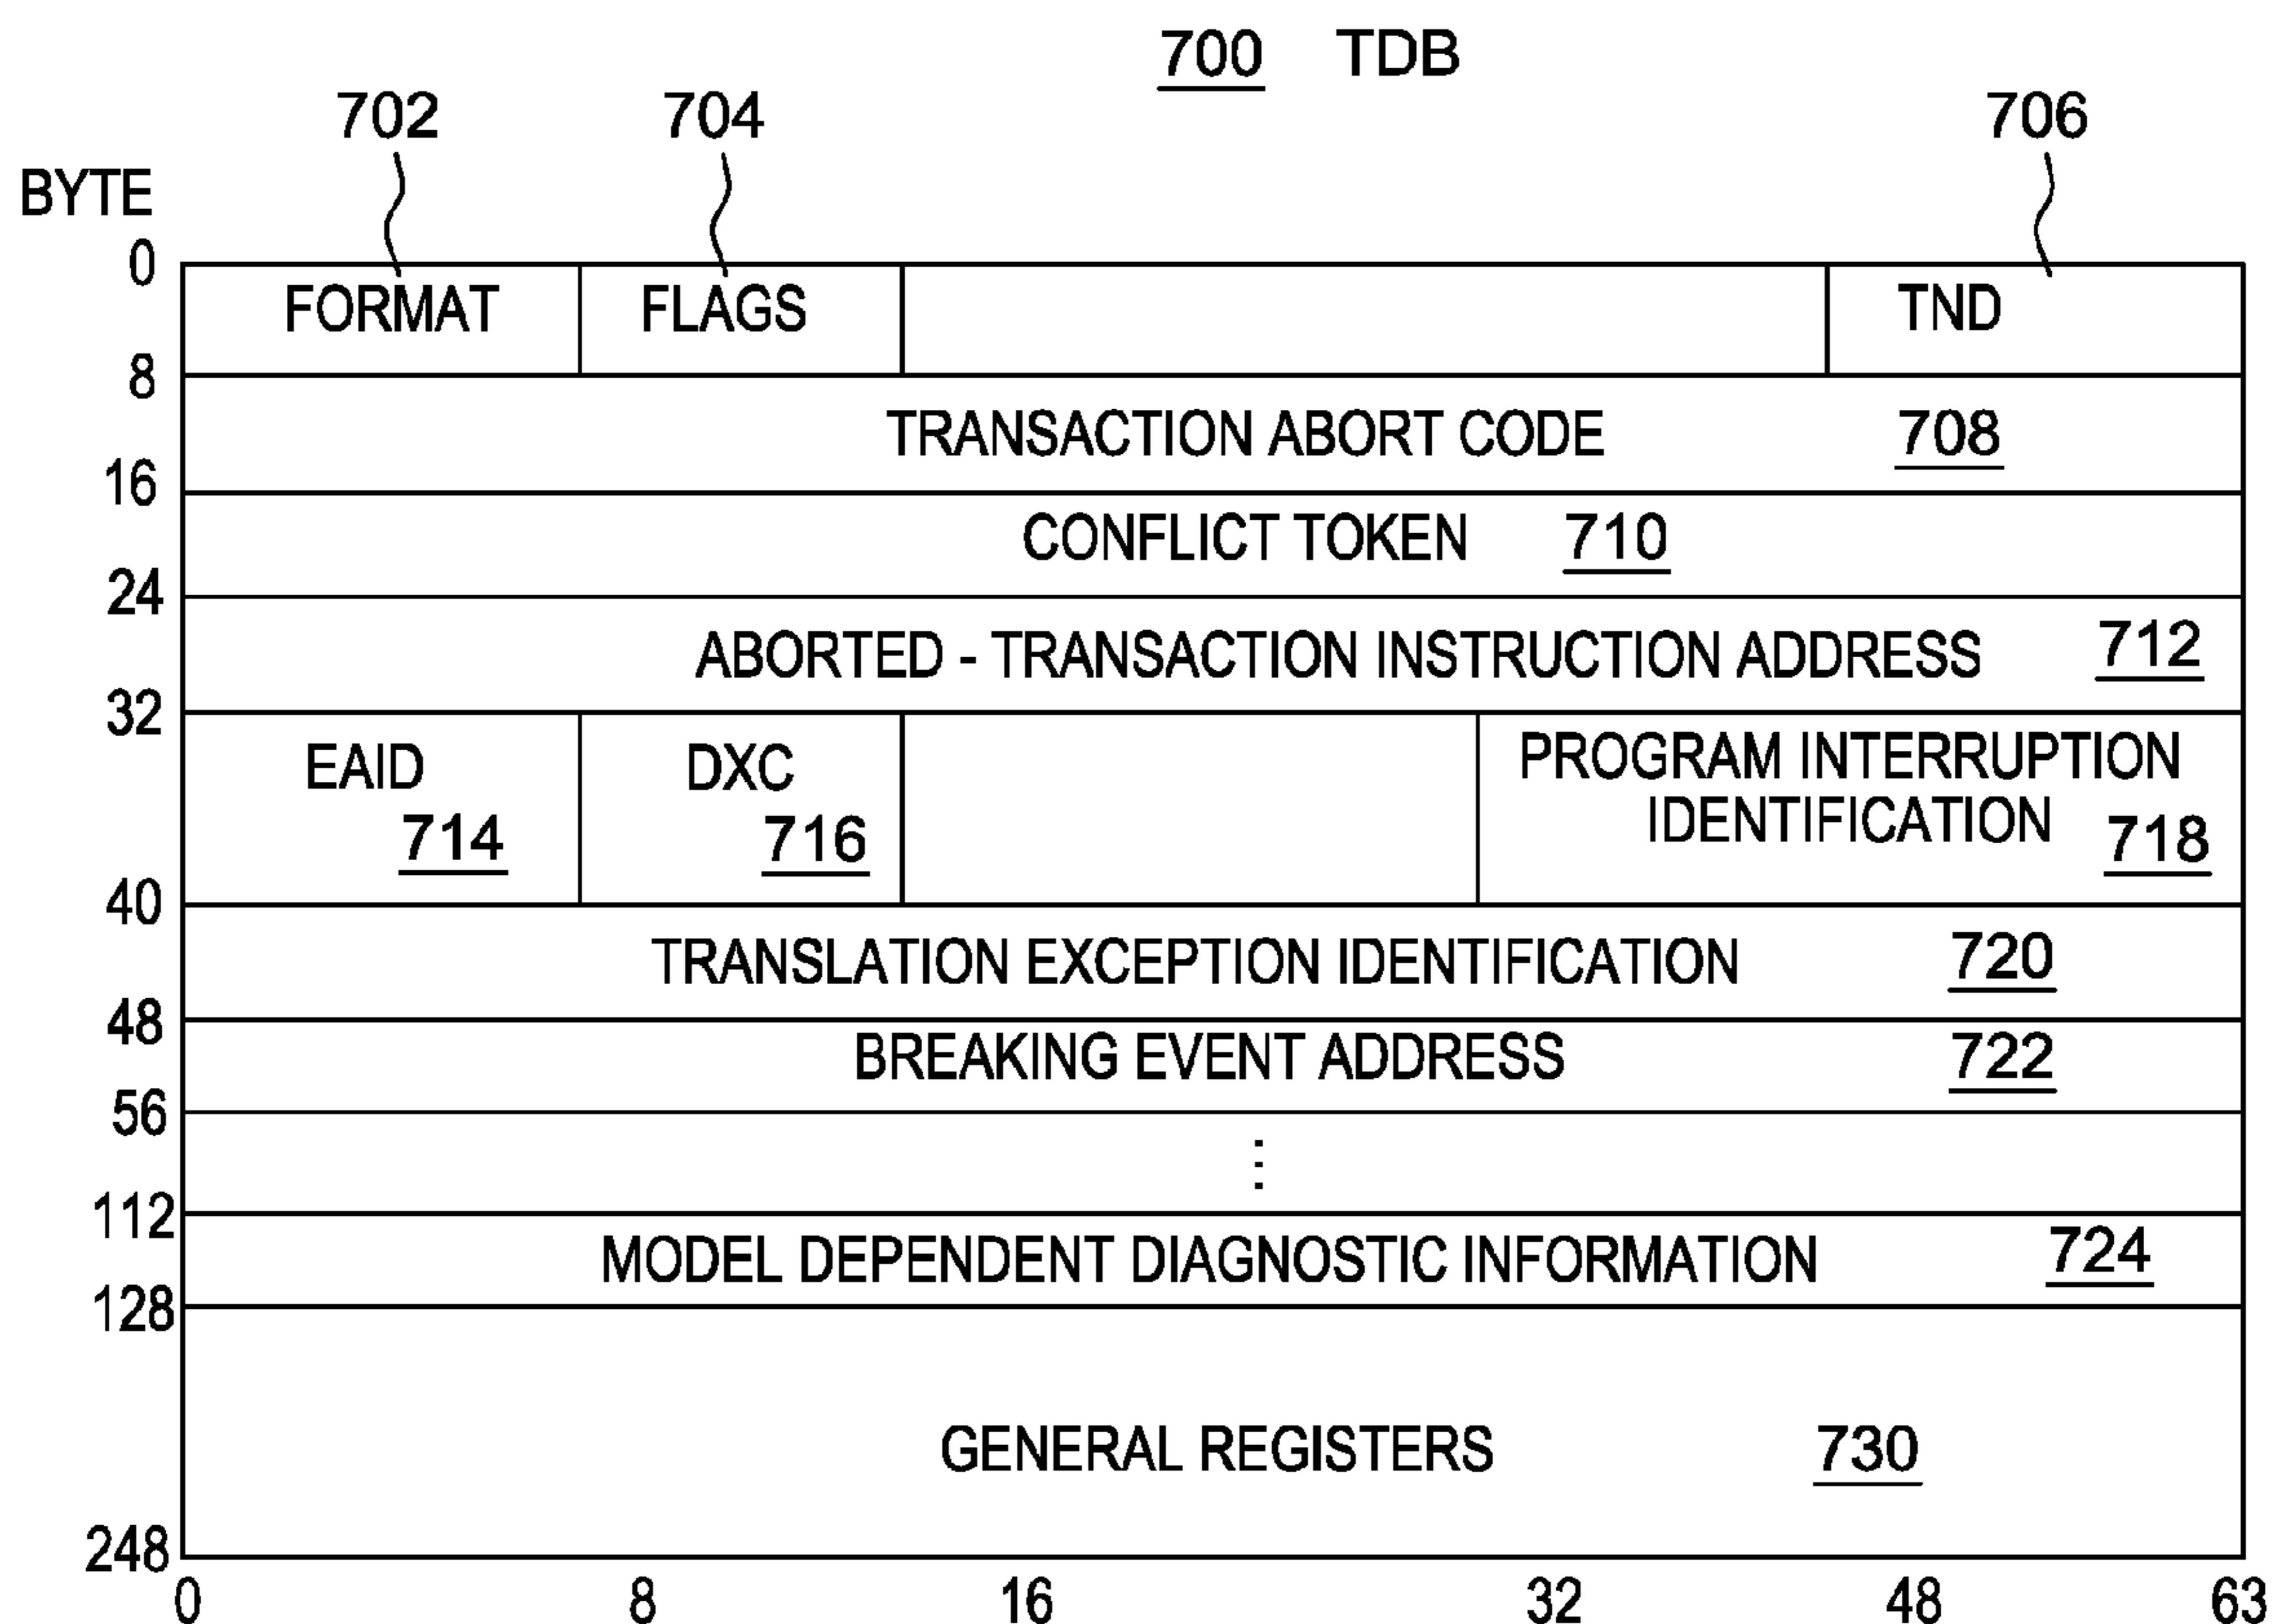 700 TDB
702 704 706
BYTE
0
FORMAT FLAGS TND
8
TRANSACTION ABORT CODE 708
16
CONFLICT TOKEN 710
24
ABORTED - TRANSACTION INSTRUCTION ADDRESS 712
32
EAID 714
DXC 716
PROGRAM INTERRUPTION
IDENTIFICATION 718
40
TRANSLATION EXCEPTION IDENTIFICATION 720
48
BREAKING EVENT ADDRESS 722
56
⋮
112
MODEL DEPENDENT DIAGNOSTIC INFORMATION 724
128
GENERAL REGISTERS 730
248
0 8 16 32 48 63